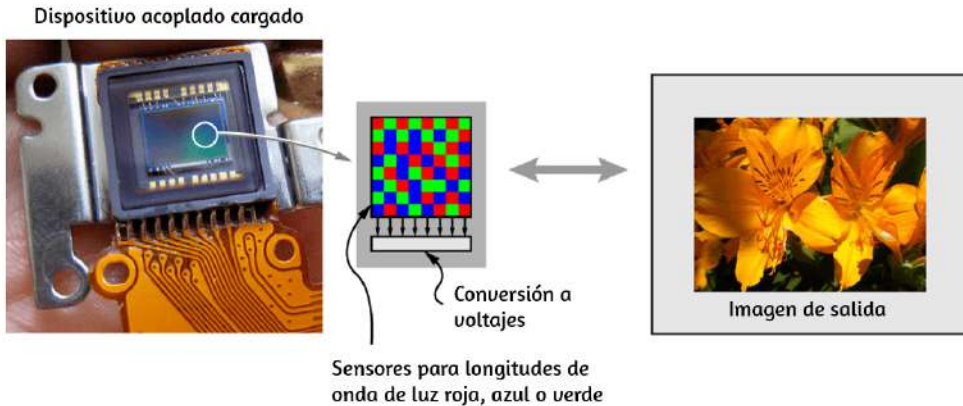 Dispositivo acoplado cargado
Conversión a
voltajes
Sensores para longitudes de
onda de luz roja, azul o verde
Imagen de salida